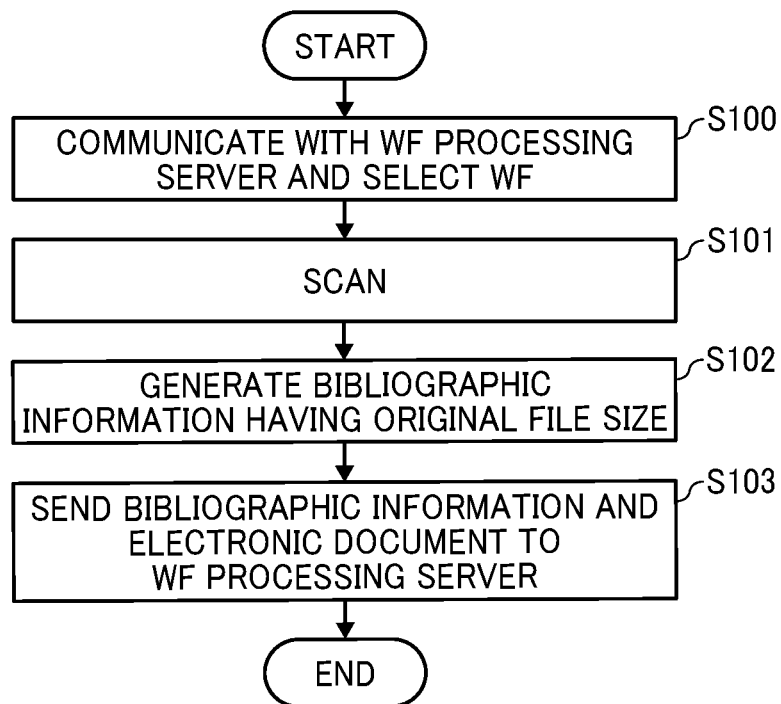 START
S100
COMMUNICATE WITH WF PROCESSING
SERVER AND SELECT WF
S101
SCAN
S102
GENERATE BIBLIOGRAPHIC
INFORMATION HAVING ORIGINAL FILE SIZE
S103
SEND BIBLIOGRAPHIC INFORMATION AND
ELECTRONIC DOCUMENT TO
WF PROCESSING SERVER
END